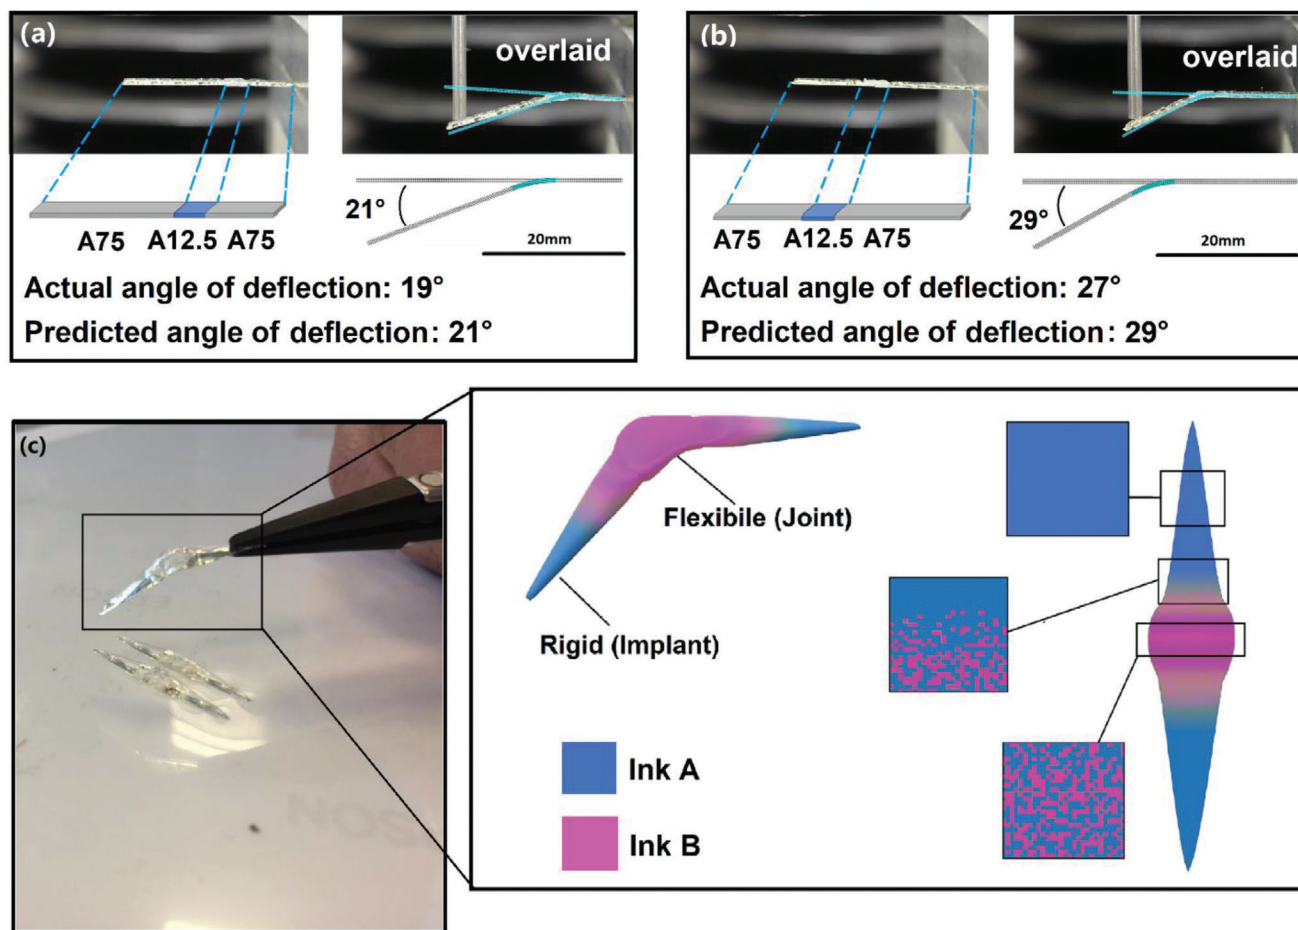 (a)
overlaid
21°
A75 A12.5 A75
20mm
Actual angle of deflection: 19°
Predicted angle of deflection: 21°
(b)
overlaid
29°
A75 A12.5 A75
20mm
Actual angle of deflection: 27°
Predicted angle of deflection: 29°
(c)
Flexibile (Joint)
Rigid (Implant)
Ink A
Ink B